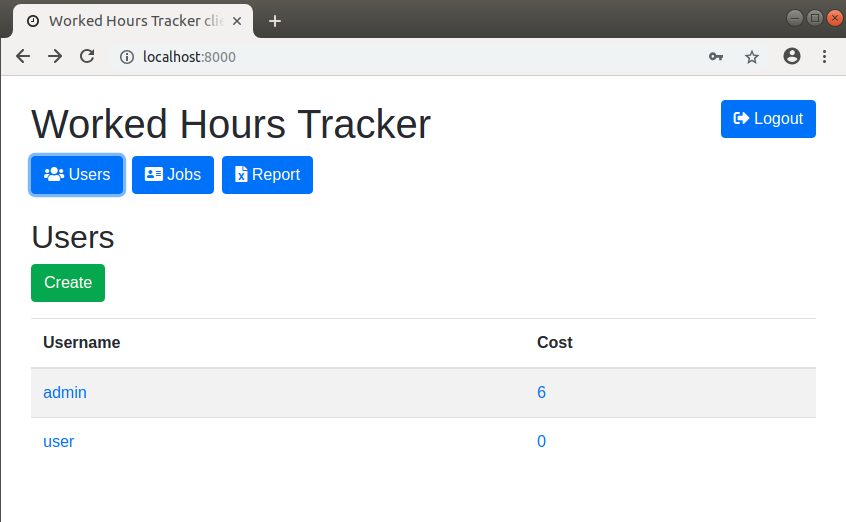 Worked Hours Tracker clie
localhost:8000
Worked Hours Tracker
Logout
Users Jobs Report
Users
Create
Username Cost
admin 6
user 0